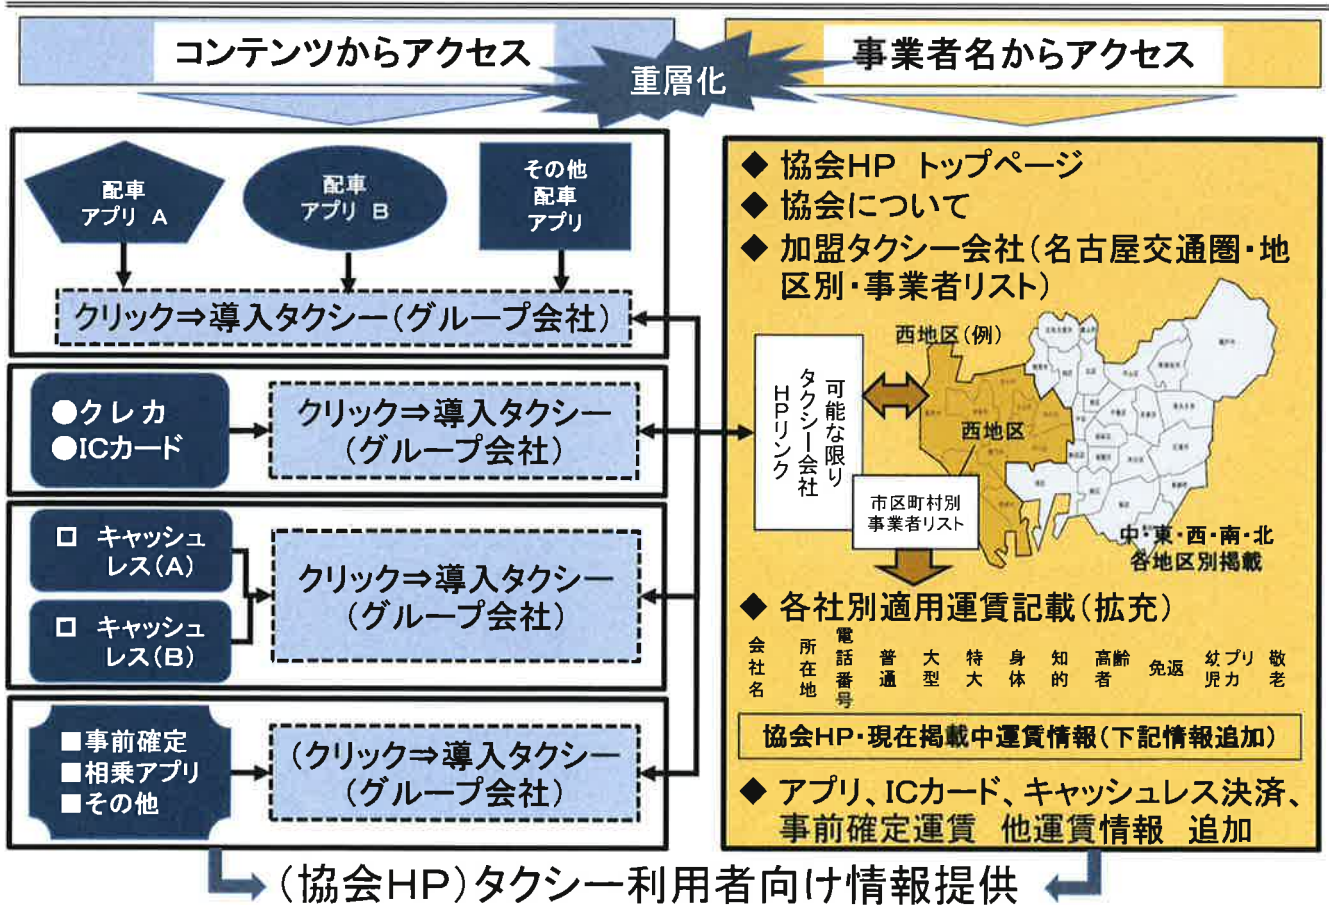 コンテンツからアクセス
重層化
事業者名からアクセス
配車
アプリ A
配車
アプリ B
その他
配車
アプリ
クリック⇒導入タクシー(グループ会社)
●クレカ
●ICカード
クリック⇒導入タクシー
(グループ会社)
□ キャッシュ
レス(A)
□ キャッシュ
レス(B)
クリック⇒導入タクシー
(グループ会社)
■事前確定
■相乗アプリ
■その他
(クリック⇒導入タクシー
(グループ会社)
◆ 協会HP トップページ
◆ 協会について
◆ 加盟タクシー会社(名古屋交通圏・地
区別・事業者リスト)
西地区(例)
可能な限り
タクシー会社
HPリンク
西地区
市区町村別
事業者リスト
中・東・西・南・北
各地区別掲載
◆ 各社別適用運賃記載(拡充)
会社名 所在地 電話番号 普通 大型 特大 身体 知的 高齢者 免返 幼児 プリカ 敬老
協会HP・現在掲載中運賃情報(下記情報追加)
◆ アプリ、ICカード、キャッシュレス決済、
事前確定運賃 他運賃情報 追加
(協会HP)タクシー利用者向け情報提供